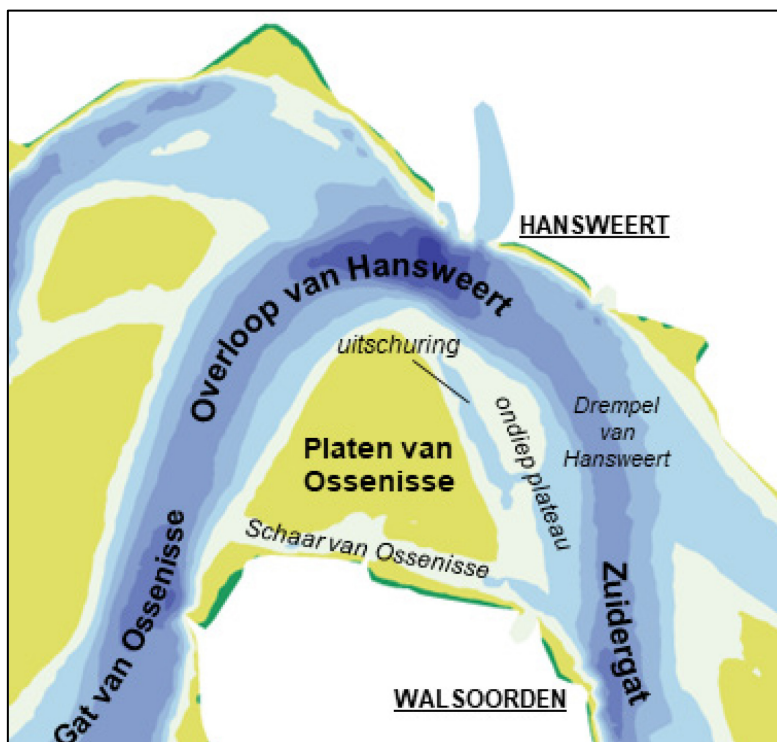 HANSWEERT
Overloop van Hansweert
uitschuring
ondiep plateau
Drempel
van
Hansweert
Platen van
Ossenisse
Schaar van Ossenisse
Gat van Ossenisse
Zuidergat
WALSOORDEN